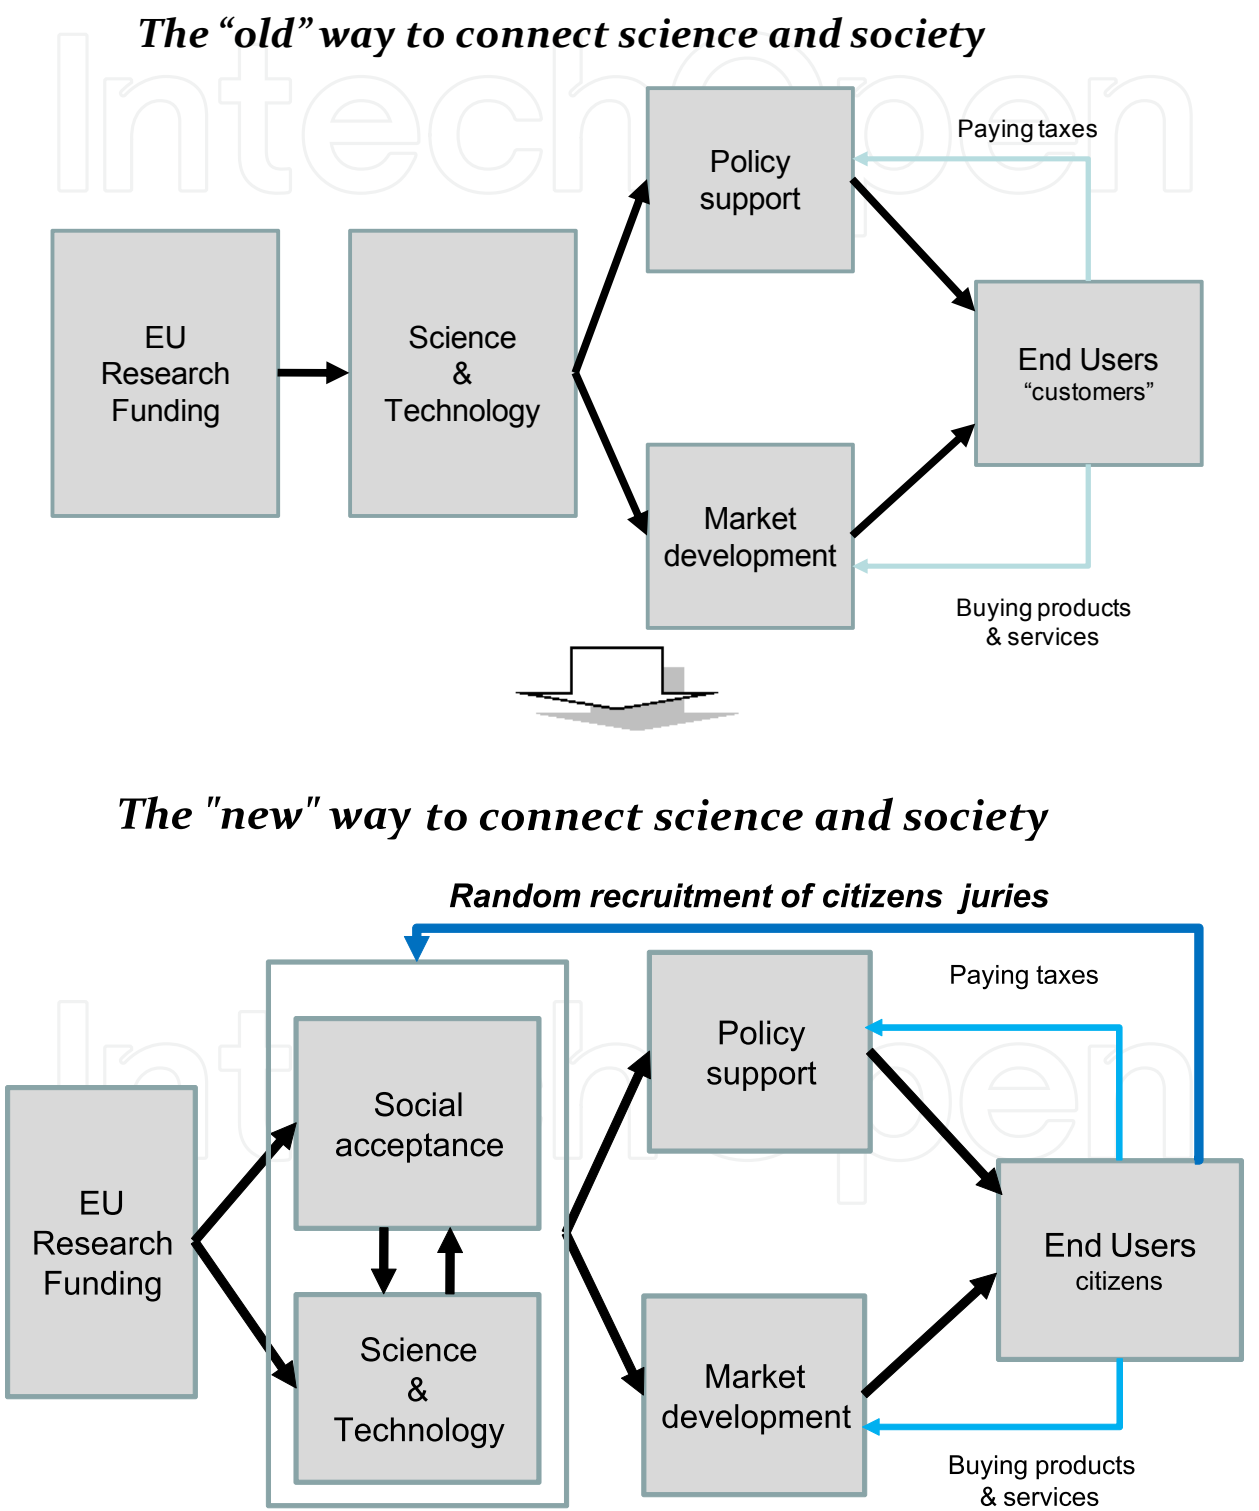 The “old” way to connect science and society
IntechOpen
Paying taxes
Policy
support
EU
Research
Funding
Science
&
Technology
End Users
“customers”
Market
development
Buying products
& services
The "new" way to connect science and society
Random recruitment of citizens juries
Paying taxes
IntechOpen
Policy
support
Social
acceptance
EU
Research
Funding
End Users
citizens
Science
&
Technology
Market
development
Buying products
& services